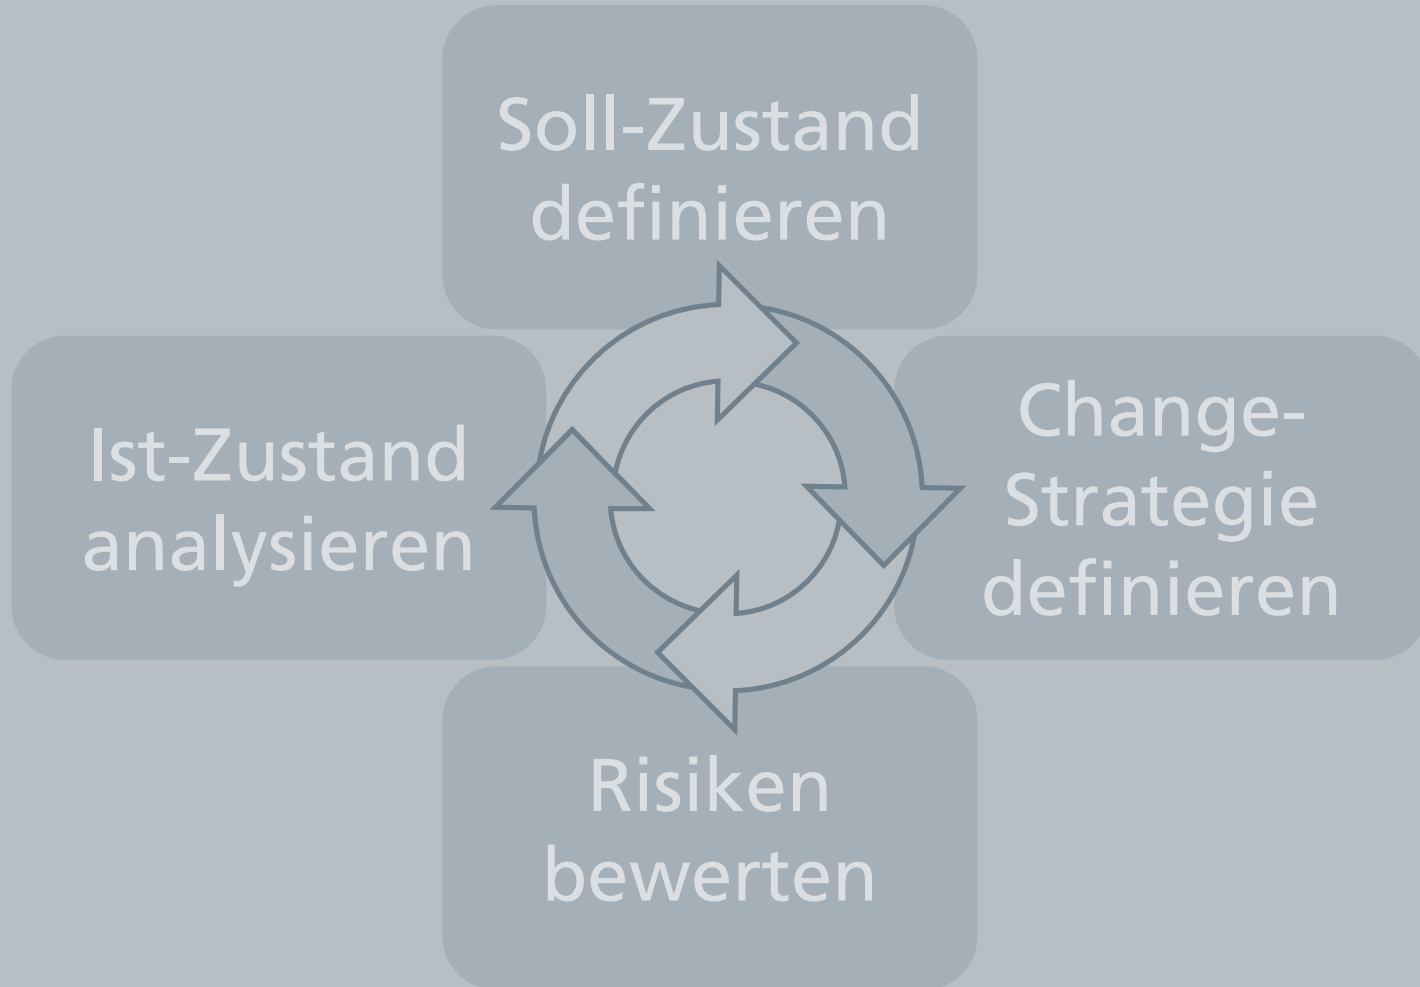 Soll-Zustand
definieren
Ist-Zustand
analysieren
Change-
Strategie
definieren
Risiken
bewerten